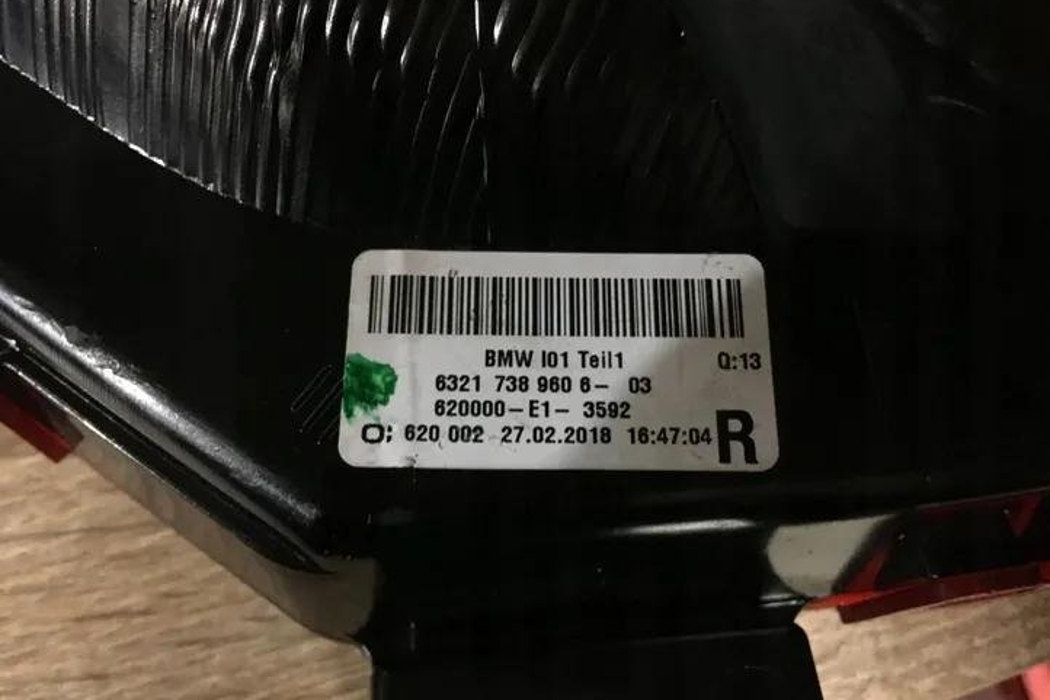 BMW I01 Teil1 Q:13
6321 738 960 6- 03
620000-E1- 3592
O; 620 002 27.02.2018 16:47:04 R